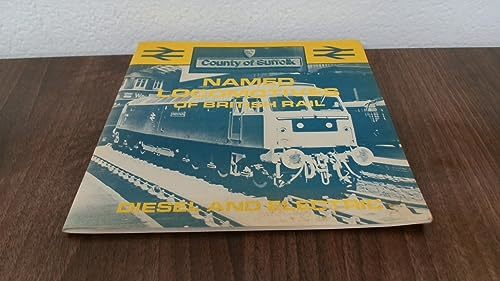 County of Suffolk
NAMED
LOCOMOTIVES
OF BRITISH RAIL
DIESEL AND ELECTRIC